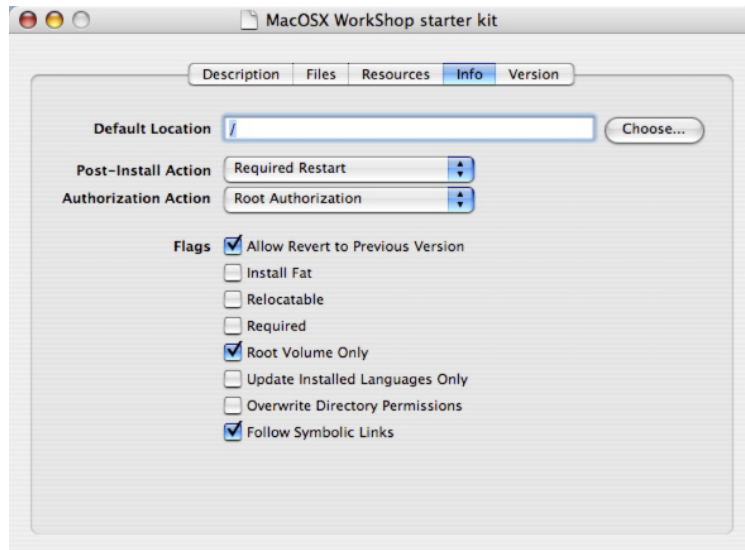 MacOSX WorkShop starter kit
Description Files Resources Info Version
Default Location / Choose...
Post-Install Action Required Restart
Authorization Action Root Authorization
Flags Allow Revert to Previous Version
Install Fat
Relocatable
Required
Root Volume Only
Update Installed Languages Only
Overwrite Directory Permissions
Follow Symbolic Links